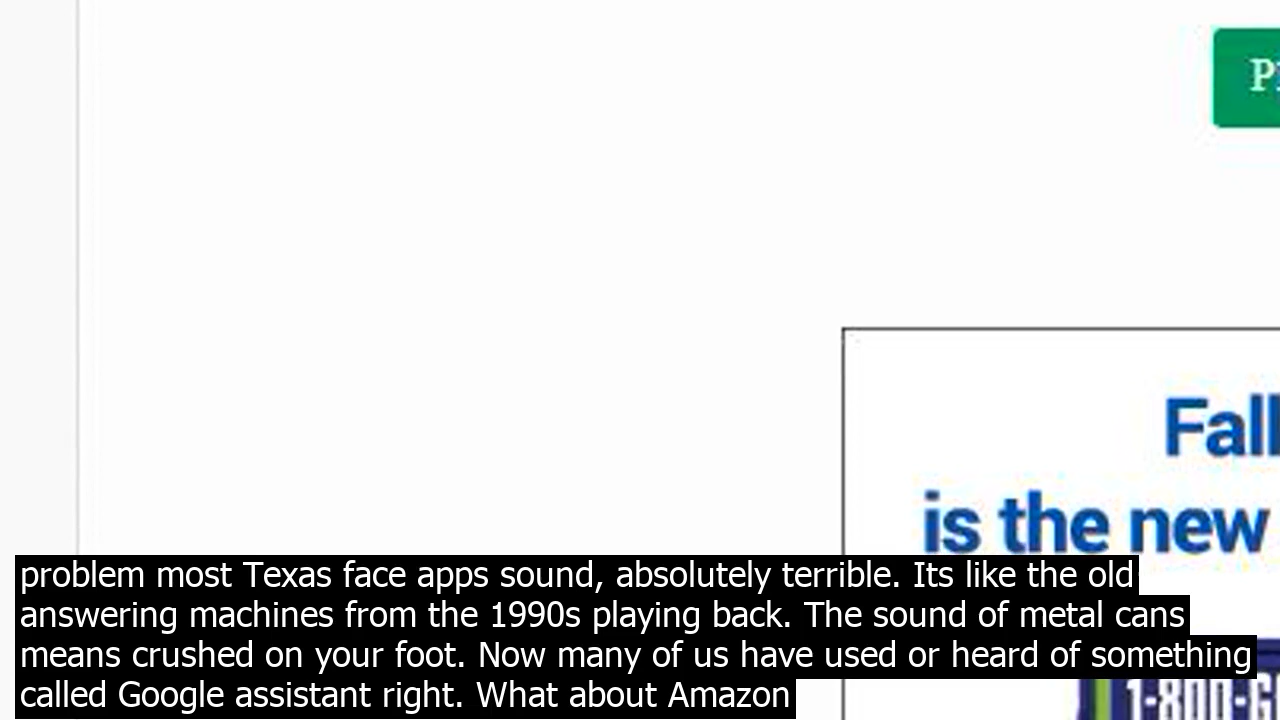 Fall
is the new
problem most Texas face apps sound, absolutely terrible. Its like the old
answering machines from the 1990s playing back. The sound of metal cans
means crushed on your foot. Now many of us have used or heard of something
called Google assistant right. What about Amazon
1-800-G